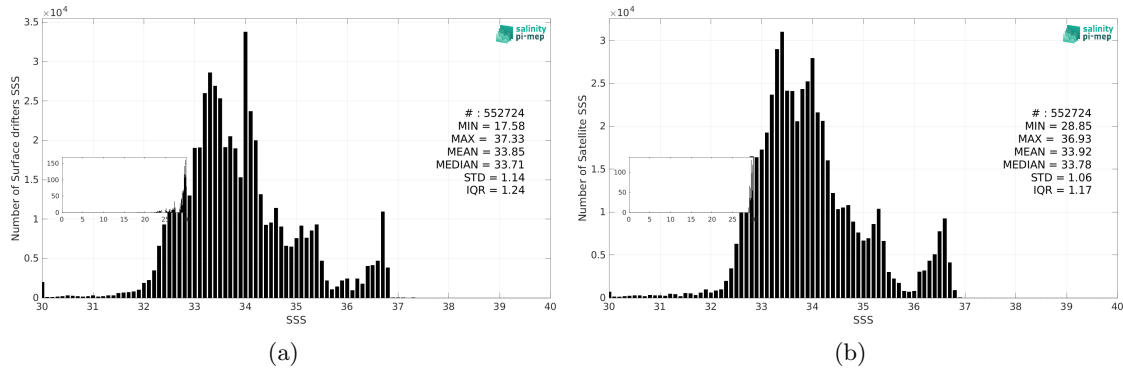 ×10⁴
3.5
3
2.5
2
1.5
1
0.5
0
Number of Surface drifters SSS
salinity
pi-mep
# : 552724
MIN = 17.58
MAX = 37.33
MEAN = 33.85
MEDIAN = 33.71
STD = 1.14
IQR = 1.24
150
100
50
0
0 5 10 15 20 25
30 31 32 33 34 35 36 37 38 39 40
SSS
(a)
×10⁴
3
2.5
2
1.5
1
0.5
0
Number of Satellite SSS
salinity
pi-mep
# : 552724
MIN = 28.85
MAX = 36.93
MEAN = 33.92
MEDIAN = 33.78
STD = 1.06
IQR = 1.17
100
50
0
0 5 10 15 20 25
30 31 32 33 34 35 36 37 38 39 40
SSS
(b)